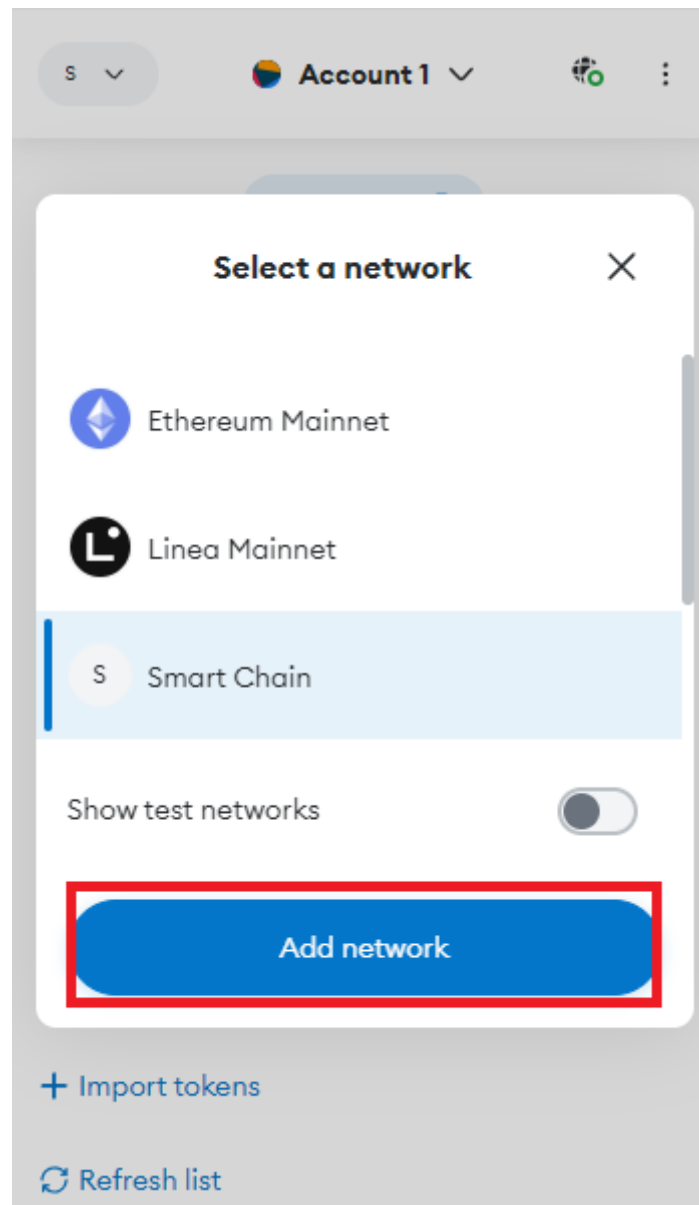 S
Account 1
Select a network
Ethereum Mainnet
L
Linea Mainnet
S
Smart Chain
Show test networks
Add network
+ Import tokens
Refresh list